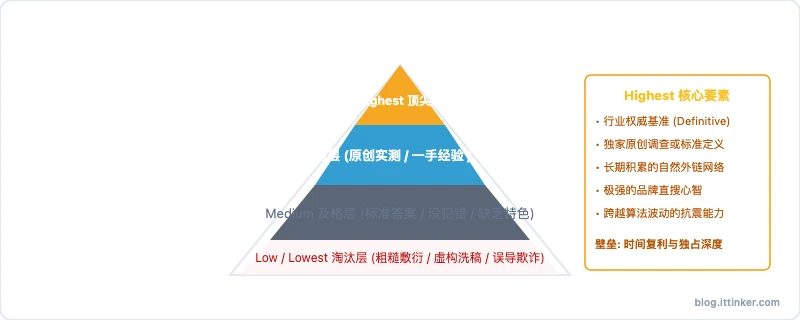 Highest 顶尖
层 (原创实测 / 一手经验 /
Medium 及格层 (标准答案 / 没犯错 / 缺乏特色)
Low / Lowest 淘汰层 (粗糙敷衍 / 虚构洗稿 / 误导欺诈)
Highest 核心要素
• 行业权威基准 (Definitive)
• 独家原创调查或标准定义
• 长期积累的自然外链网络
• 极强的品牌直搜心智
• 跨越算法波动的抗震能力
壁垒: 时间复利与独占深度
blog.ittinker.com